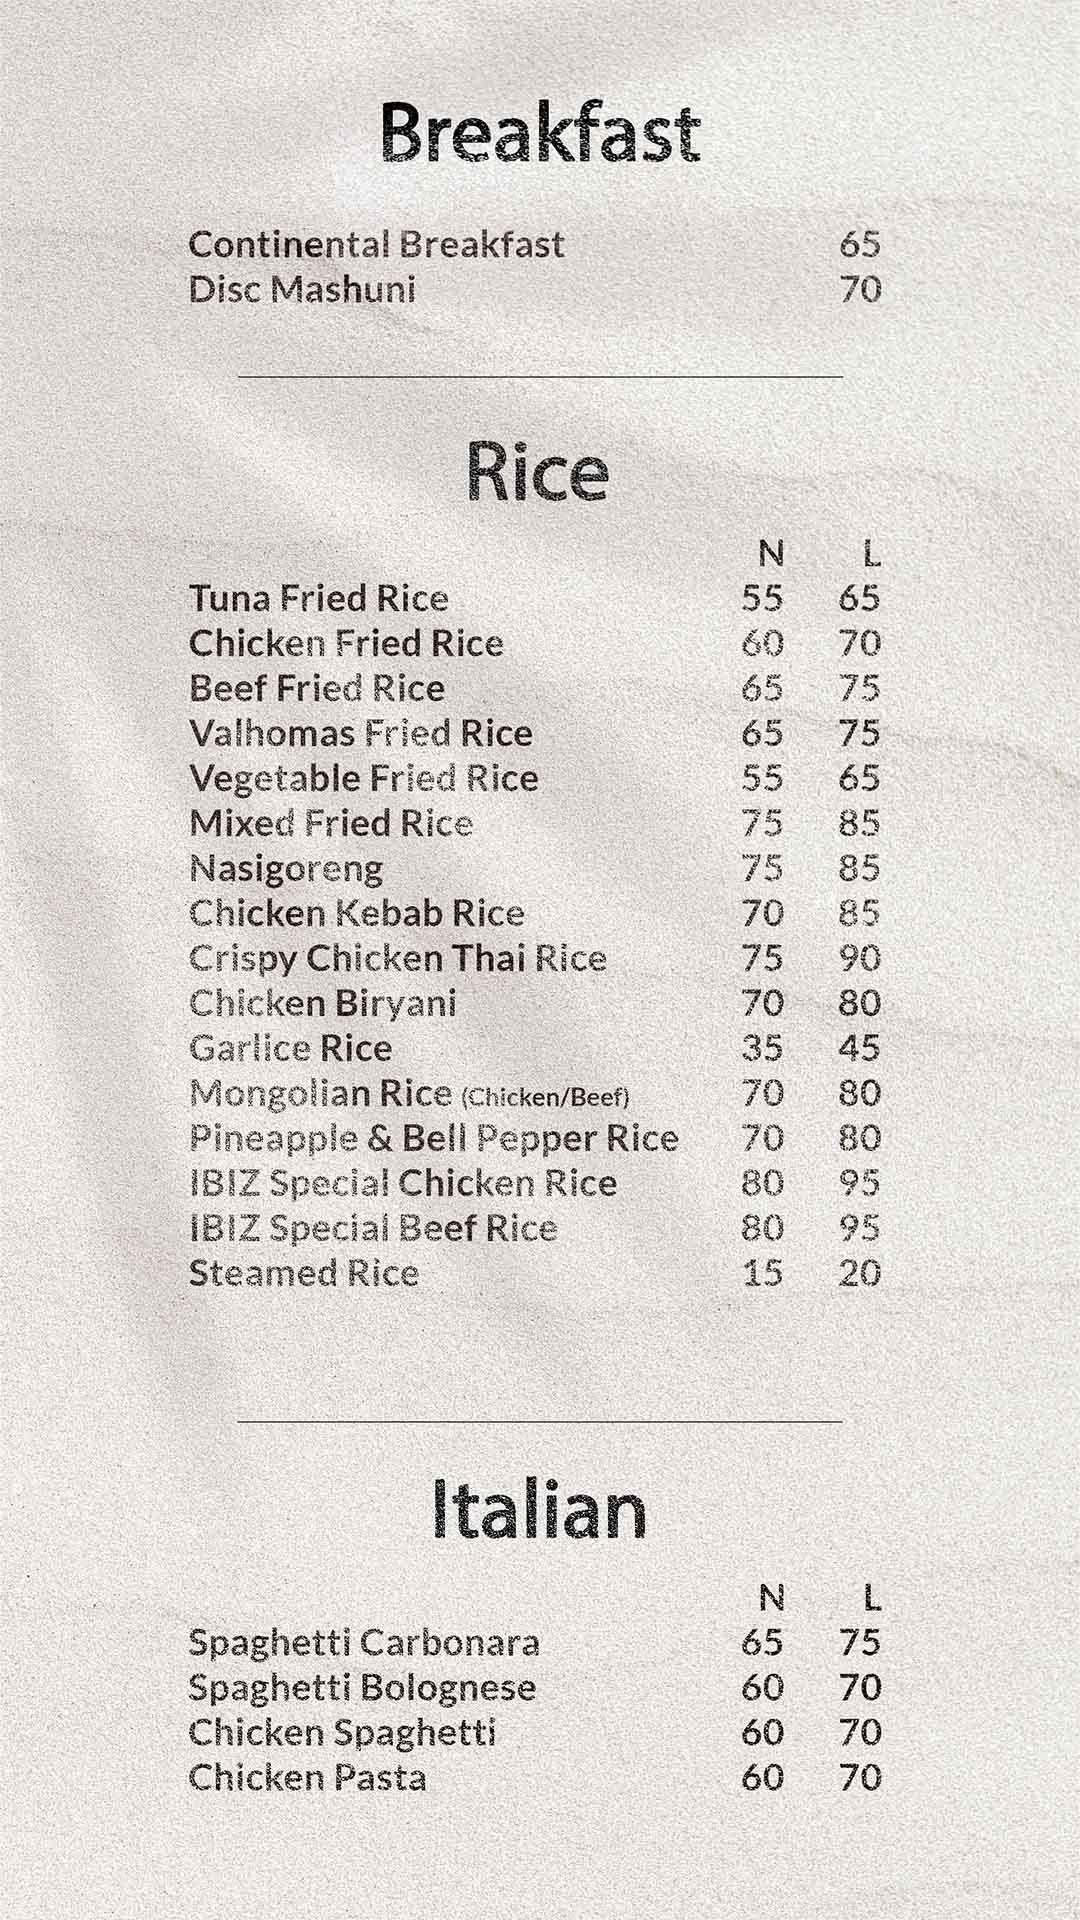 Breakfast
Continental Breakfast 65
Disc Mashuni 70
Rice
N L
Tuna Fried Rice 55 65
Chicken Fried Rice 60 70
Beef Fried Rice 65 75
Valhomas Fried Rice 65 75
Vegetable Fried Rice 55 65
Mixed Fried Rice 75 85
Nasigoreng 75 85
Chicken Kebab Rice 70 85
Crispy Chicken Thai Rice 75 90
Chicken Biryani 70 80
Garlice Rice 35 45
Mongolian Rice (Chicken/Beef) 70 80
Pineapple & Bell Pepper Rice 70 80
IBIZ Special Chicken Rice 80 95
IBIZ Special Beef Rice 80 95
Steamed Rice 15 20
Italian
N L
Spaghetti Carbonara 65 75
Spaghetti Bolognese 60 70
Chicken Spaghetti 60 70
Chicken Pasta 60 70